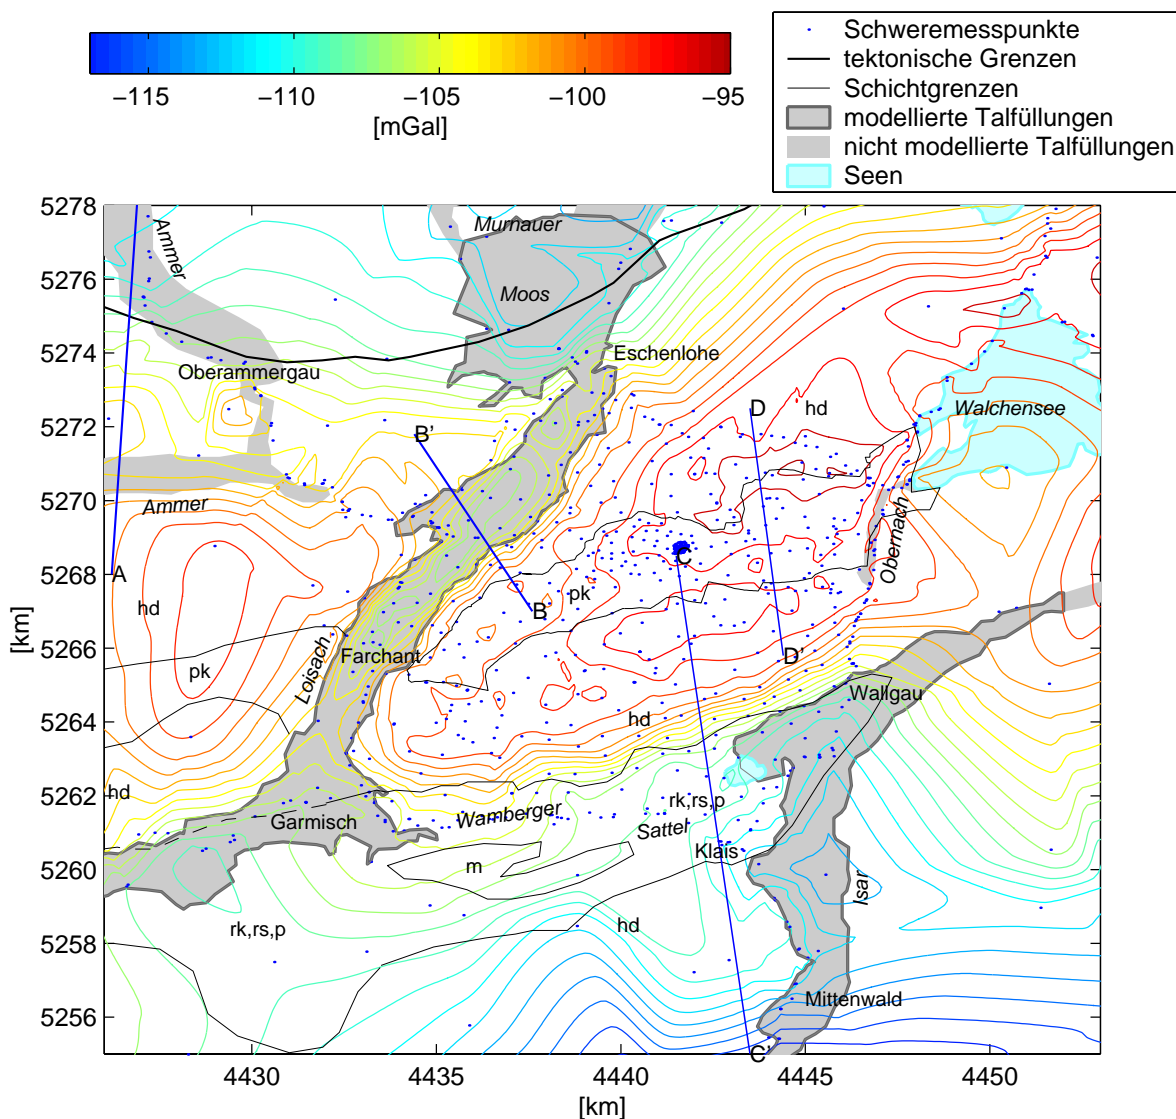 −115
−110
−105
−100
−95
[mGal]
Schweremesspunkte
tektonische Grenzen
Schichtgrenzen
modellierte Talfüllungen
nicht modellierte Talfüllungen
Seen
5278
5276
5274
5272
5270
5268
5266
5264
5262
5260
5258
5256
[km]
4430
4435
4440
4445
4450
[km]
Ammer
Murnauer
Moos
Eschenlohe
Oberammergau
hd
D
Walchensee
B'
Ammer
Obernach
C
A
hd
pk
B
pk
Farchant
Loisach
D'
Wallgau
hd
hd
rk,rs,p
Wamberger
Sattel
Garmisch
Klais
m
Isar
rk,rs,p
hd
Mittenwald
C'